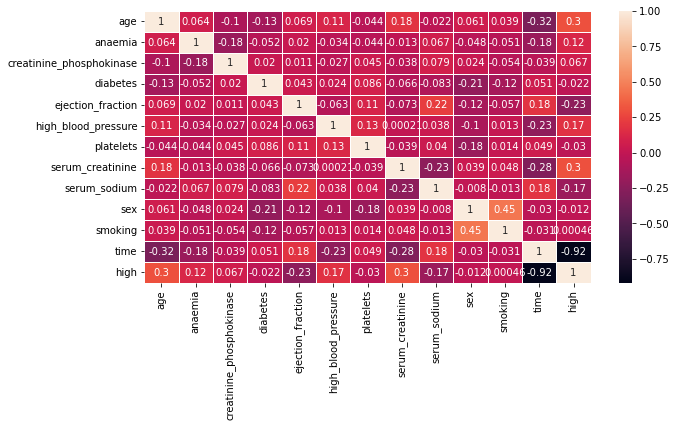 age 1 0.064 -0.1 -0.13 0.069 0.11 -0.044 0.18 -0.022 0.061 0.039 -0.32 0.3
anaemia 0.064 1 -0.18 -0.052 0.02 -0.034 -0.044 -0.013 0.067 -0.048 -0.051 -0.18 0.12
creatinine_phosphokinase -0.1 -0.18 1 0.02 0.011 -0.027 0.045 -0.038 0.079 0.024 -0.054 -0.039 0.067
diabetes -0.13 -0.052 0.02 1 0.043 0.024 0.086 -0.066 -0.083 -0.21 -0.12 0.051 -0.022
ejection_fraction 0.069 0.02 0.011 0.043 1 -0.063 0.11 -0.073 0.22 -0.12 -0.057 0.18 -0.23
high_blood_pressure 0.11 -0.034 -0.027 0.024 -0.063 1 0.13 0.00021 0.038 -0.1 0.013 -0.23 0.17
platelets -0.044 -0.044 0.045 0.086 0.11 0.13 1 -0.039 0.04 -0.18 0.014 0.049 -0.03
serum_creatinine 0.18 -0.013 -0.038 -0.066 -0.073 0.00021 -0.039 1 -0.23 0.039 0.048 -0.28 0.3
serum_sodium -0.022 0.067 0.079 -0.083 0.22 0.038 0.04 -0.23 1 -0.008 -0.013 0.18 -0.17
sex 0.061 -0.048 0.024 -0.21 -0.12 -0.1 -0.18 0.039 -0.008 1 0.45 -0.03 -0.012
smoking 0.039 -0.051 -0.054 -0.12 -0.057 0.013 0.014 0.048 -0.013 0.45 1 -0.031 0.00046
time -0.32 -0.18 -0.039 0.051 0.18 -0.23 0.049 -0.28 0.18 -0.03 -0.031 1 -0.92
high 0.3 0.12 0.067 -0.022 -0.23 0.17 -0.03 0.3 -0.17 -0.012 0.00046 -0.92 1
age anaemia creatinine_phosphokinase diabetes ejection_fraction high_blood_pressure platelets serum_creatinine serum_sodium sex smoking time high
1.00
0.75
0.50
0.25
0.00
−0.25
−0.50
−0.75